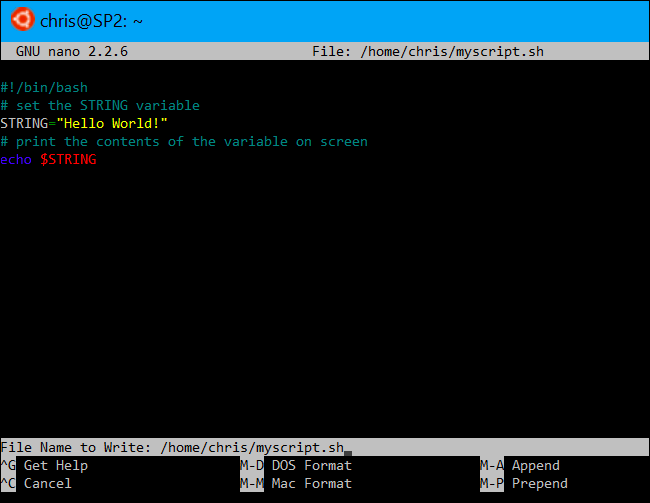 chris@SP2: ~
GNU nano 2.2.6 File: /home/chris/myscript.sh
#!/bin/bash
# set the STRING variable
STRING="Hello World!"
# print the contents of the variable on screen
echo $STRING
File Name to Write: /home/chris/myscript.sh
^G Get Help M-D DOS Format M-A Append
^C Cancel M-M Mac Format M-P Prepend